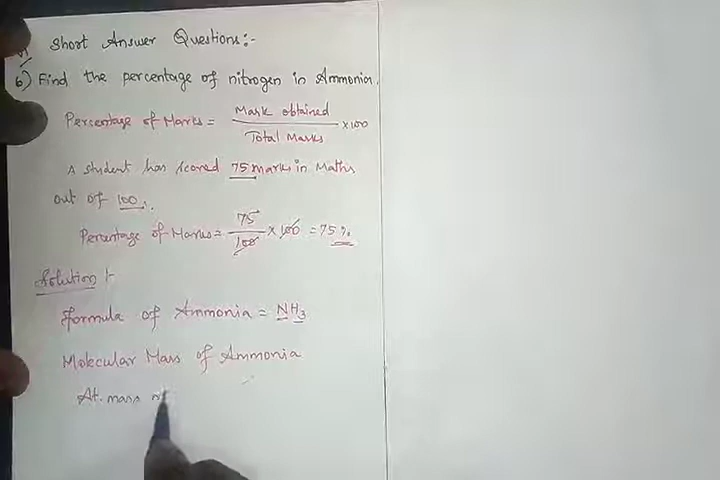 Short Answer Questions:-
6) Find the percentage of nitrogen in Ammonia.
Percentage of Marks = Mark obtained / Total Marks × 100
A student has scored 75 marks in Maths
out of 100.
Percentage of Marks = 75 / 100 × 100 = 75%
Solution :-
Formula of Ammonia = NH3
Molecular Mass of Ammonia
At. mass